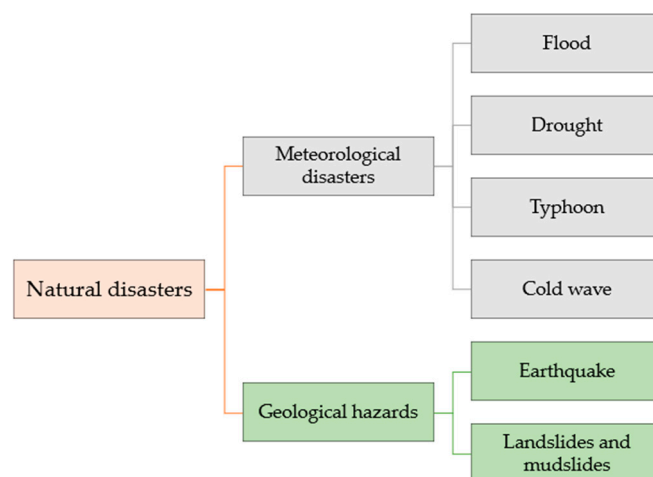 Flood
Drought
Meteorological
disasters
Typhoon
Natural disasters
Cold wave
Earthquake
Geological hazards
Landslides and
mudslides